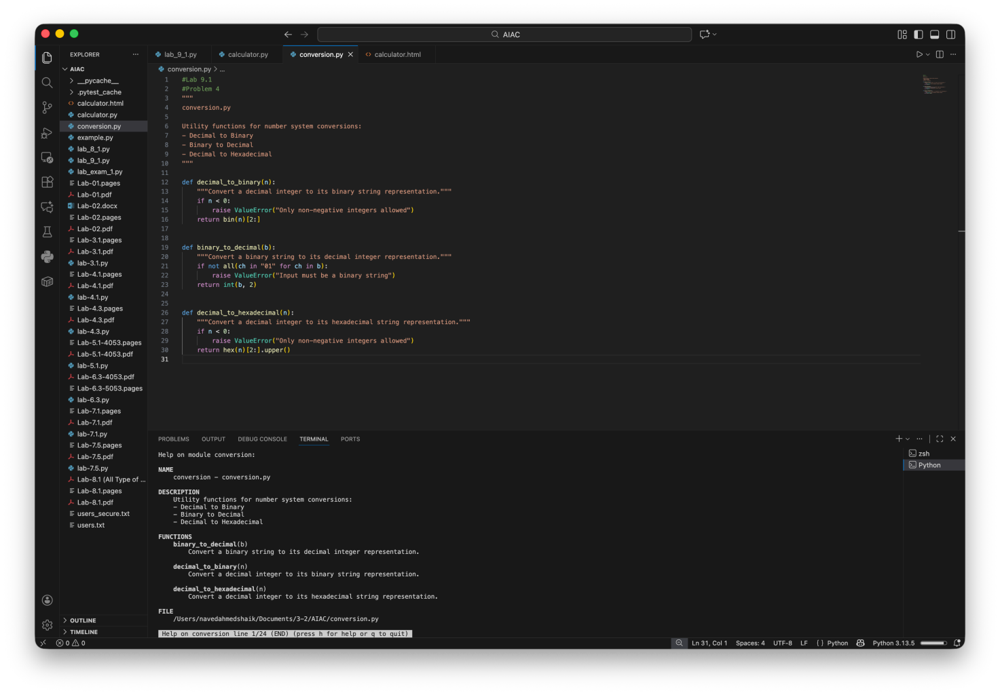 AIAC
EXPLORER
AIAC
__pycache__
.pytest_cache
calculator.html
calculator.py
conversion.py
example.py
lab_8_1.py
lab_9_1.py
lab_exam_1.py
Lab-01.pages
Lab-01.pdf
Lab-02.docx
Lab-02.pages
Lab-02.pdf
Lab-3.1.pages
Lab-3.1.pdf
lab-3.1.py
Lab-4.1.pages
Lab-4.1.pdf
lab-4.1.py
Lab-4.3.pages
Lab-4.3.pdf
lab-4.3.py
Lab-5.1-4053.pages
Lab-5.1-4053.pdf
lab-5.1.py
Lab-6.3-4053.pdf
Lab-6.3-5053.pages
lab-6.3.py
Lab-7.1.pages
Lab-7.1.pdf
lab-7.1.py
Lab-7.5.pages
Lab-7.5.pdf
lab-7.5.py
Lab-8.1 (All Type of ...
Lab-8.1.pages
Lab-8.1.pdf
users_secure.txt
users.txt
OUTLINE
TIMELINE
lab_9_1.py calculator.py conversion.py calculator.html
conversion.py > ...
1 #Lab 9.1
2 #Problem 4
3 """
4 conversion.py
5
6 Utility functions for number system conversions:
7 - Decimal to Binary
8 - Binary to Decimal
9 - Decimal to Hexadecimal
10 """
11
12 def decimal_to_binary(n):
13     """Convert a decimal integer to its binary string representation."""
14     if n < 0:
15         raise ValueError("Only non-negative integers allowed")
16     return bin(n)[2:]
17
18
19 def binary_to_decimal(b):
20     """Convert a binary string to its decimal integer representation."""
21     if not all(ch in "01" for ch in b):
22         raise ValueError("Input must be a binary string")
23     return int(b, 2)
24
25
26 def decimal_to_hexadecimal(n):
27     """Convert a decimal integer to its hexadecimal string representation."""
28     if n < 0:
29         raise ValueError("Only non-negative integers allowed")
30     return hex(n)[2:].upper()
31
PROBLEMS OUTPUT DEBUG CONSOLE TERMINAL PORTS
Help on module conversion:
NAME
    conversion - conversion.py
DESCRIPTION
    Utility functions for number system conversions:
    - Decimal to Binary
    - Binary to Decimal
    - Decimal to Hexadecimal
FUNCTIONS
    binary_to_decimal(b)
        Convert a binary string to its decimal integer representation.
    decimal_to_binary(n)
        Convert a decimal integer to its binary string representation.
    decimal_to_hexadecimal(n)
        Convert a decimal integer to its hexadecimal string representation.
FILE
    /Users/navedahmedshaik/Documents/3-2/AIAC/conversion.py
Help on conversion line 1/24 (END) (press h for help or q to quit)
zsh
Python
0 0 Ln 31, Col 1 Spaces: 4 UTF-8 LF { } Python Python 3.13.5